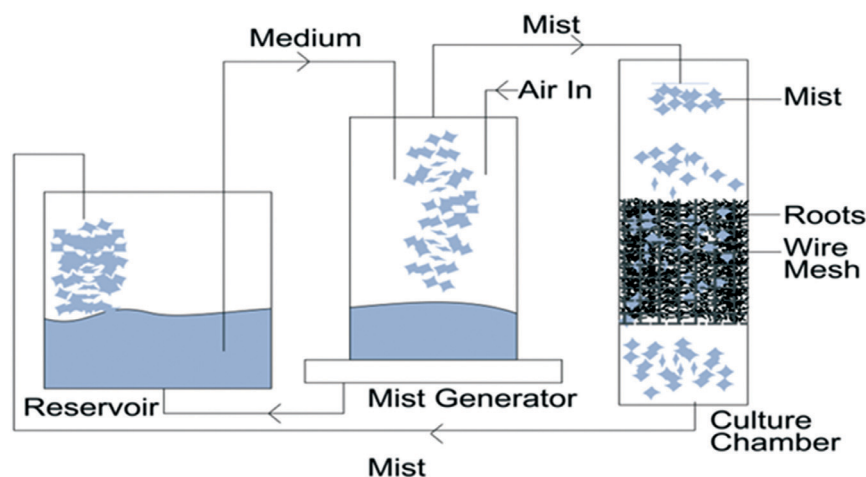 Medium
Mist
Air In
Mist
Roots
Wire
Mesh
Reservoir
Mist Generator
Culture
Chamber
Mist